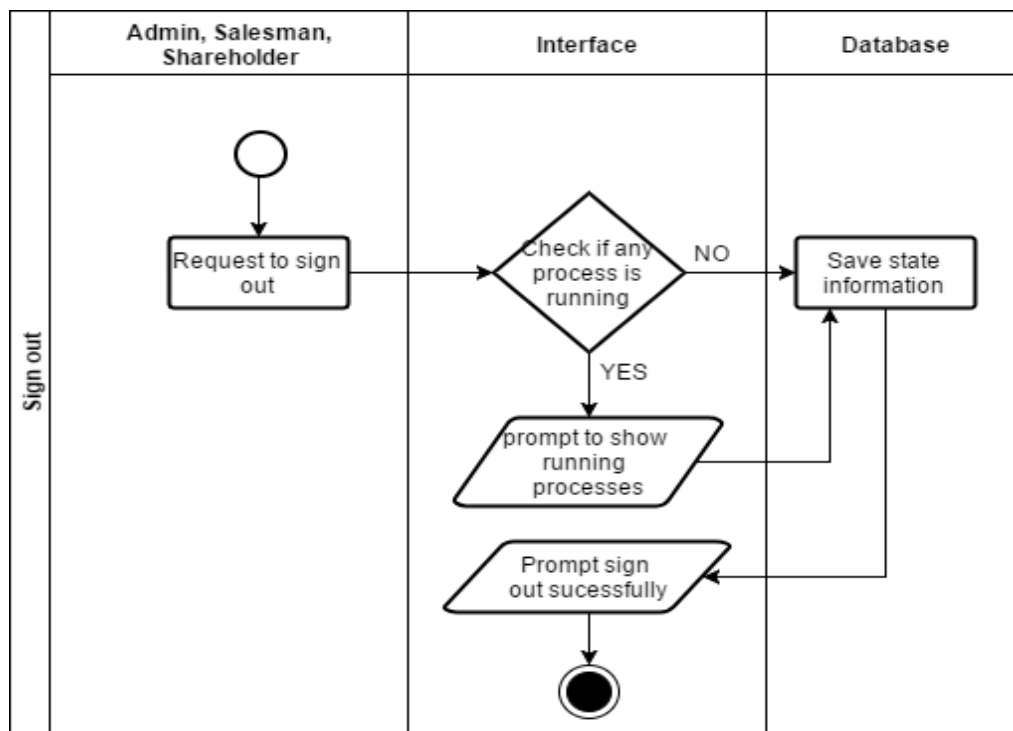 Admin, Salesman,
Shareholder
Interface
Database
Sign out
Request to sign
out
Check if any
process is
running
NO
Save state
information
YES
prompt to show
running
processes
Prompt sign
out sucessfully